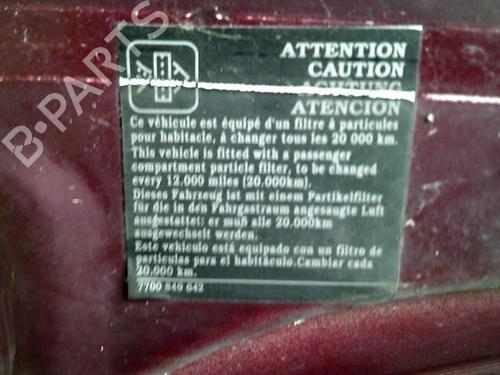 B-PARTS
ATTENTION
CAUTION
ACHTUNG
ATENCION
Ce véhicule est équipé d'un filtre à particules
pour habitacle, à changer tous les 20 000 km.
This vehicle is fitted with a passenger
compartment particle filter, to be changed
every 12.000 miles (20.000km).
Dieses Fahrzeug ist mit einem Partikelfilter
für die in den Fahrgastraum angesaugte Luft
ausgestattet: er muß alle 20.000km
ausgewechselt werden.
Este vehiculo está equipado con un filtro de
particulas para el habitáculo. Cambiar cada
20.000 km.
7700 849 642